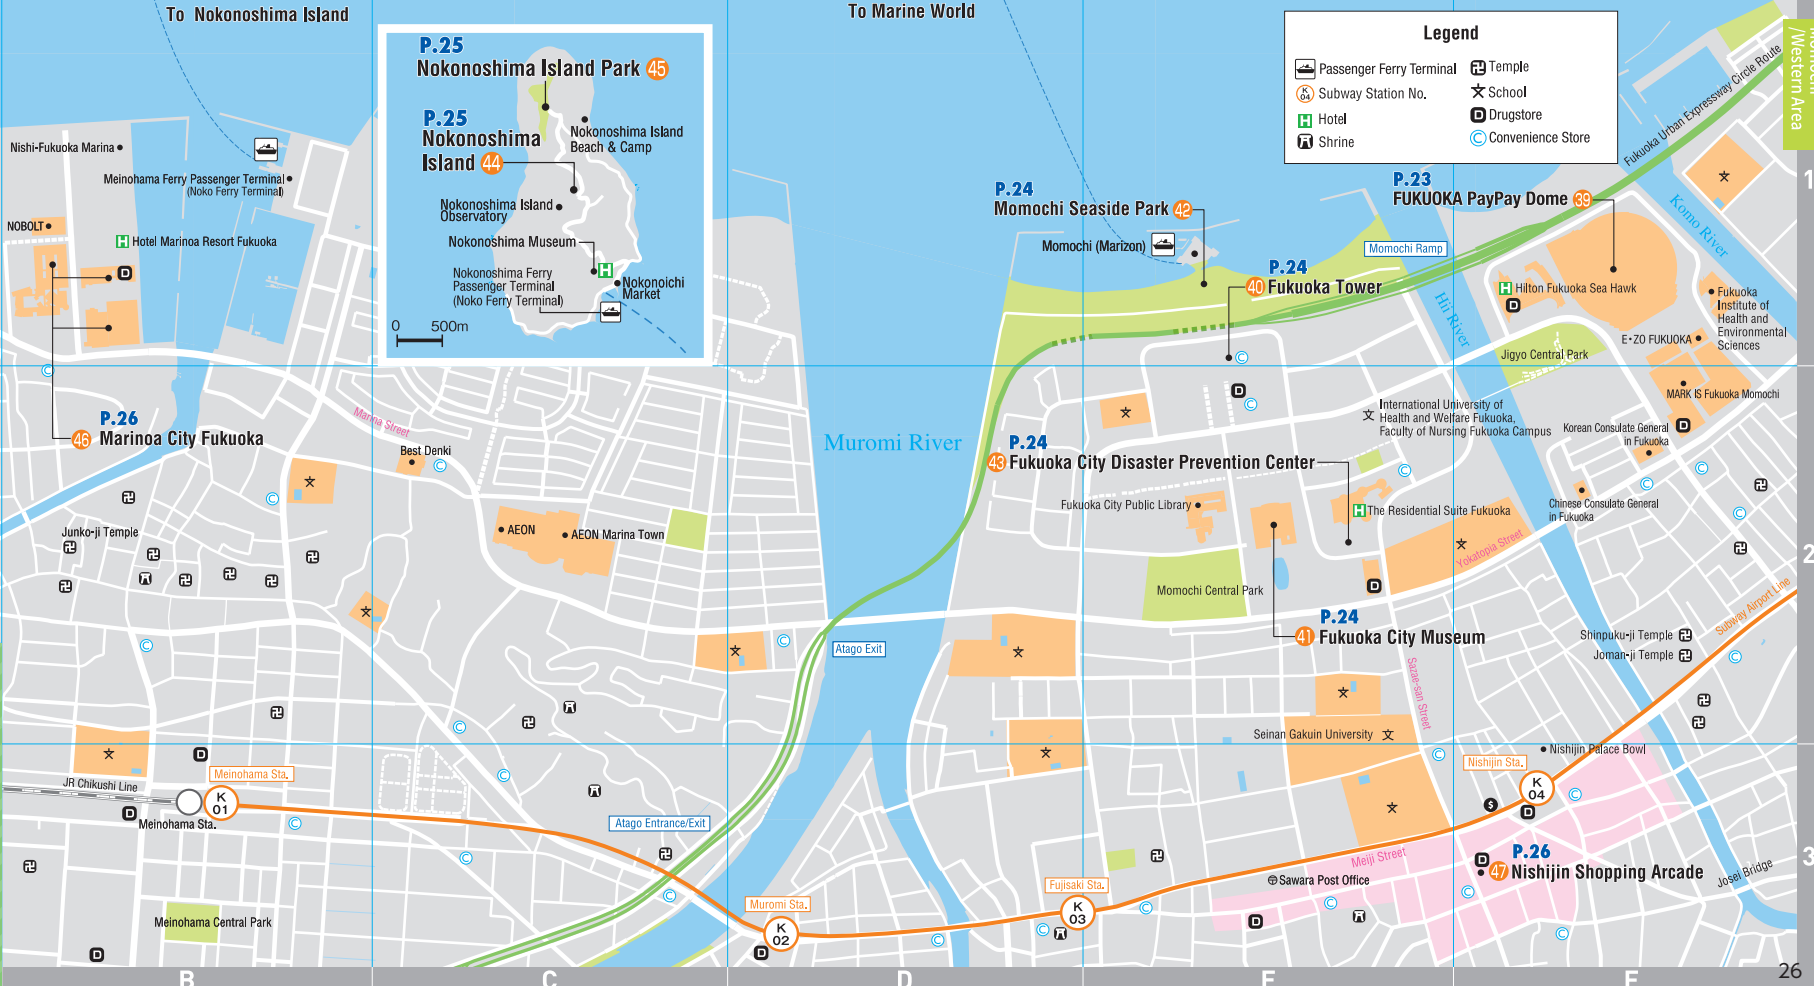 To Nokonoshima Island
To Marine World
P.25
Nokonoshima Island Park 45
P.25
Nokonoshima
Island 44
Nokonoshima Island
Beach & Camp
Nokonoshima Island
Observatory
Nokonoshima Museum
H
Nokonoshima Ferry
Passenger Terminal
(Noko Ferry Terminal)
Nokonoichi
Market
0 500m
Legend
Passenger Ferry Terminal
Temple
K 04 Subway Station No.
School
H Hotel
D Drugstore
Shrine
C Convenience Store
Fukuoka Urban Expressway Circle Route
/Western Area
1
Nishi-Fukuoka Marina
Meinohama Ferry Passenger Terminal
(Noko Ferry Terminal)
NOBOLT
H Hotel Marinoa Resort Fukuoka
D
P.24
Momochi Seaside Park 42
Momochi (Marizon)
P.23
FUKUOKA PayPay Dome 39
Momochi Ramp
Komo River
P.24
40 Fukuoka Tower
Hii River
H Hilton Fukuoka Sea Hawk
D
Fukuoka
Institute of
Health and
Environmental
Sciences
E・ZO FUKUOKA
Jigyo Central Park
MARK IS Fukuoka Momochi
P.26
46 Marinoa City Fukuoka
Marina Street
Best Denki
Muromi River
P.24
43 Fukuoka City Disaster Prevention Center
文 International University of
Health and Welfare Fukuoka,
Faculty of Nursing Fukuoka Campus
Korean Consulate General
in Fukuoka
D
Chinese Consulate General
in Fukuoka
Fukuoka City Public Library
H The Residential Suite Fukuoka
Yokatopia Street
AEON
AEON Marina Town
Junko-ji Temple
2
Momochi Central Park
D
Subway Airport Line
P.24
41 Fukuoka City Museum
Shinpuku-ji Temple
Joman-ji Temple
Atago Exit
Sazae-san Street
Seinan Gakuin University 文
Nishijin Palace Bowl
Nishijin Sta.
K
04
Meinohama Sta.
JR Chikushi Line
K
01
Meinohama Sta.
D
Atago Entrance/Exit
Meiji Street
P.26
47 Nishijin Shopping Arcade
3
Josei Bridge
Sawara Post Office
Fujisaki Sta.
K
03
Muromi Sta.
K
02
Meinohama Central Park
D
B
C
D
E
F
26